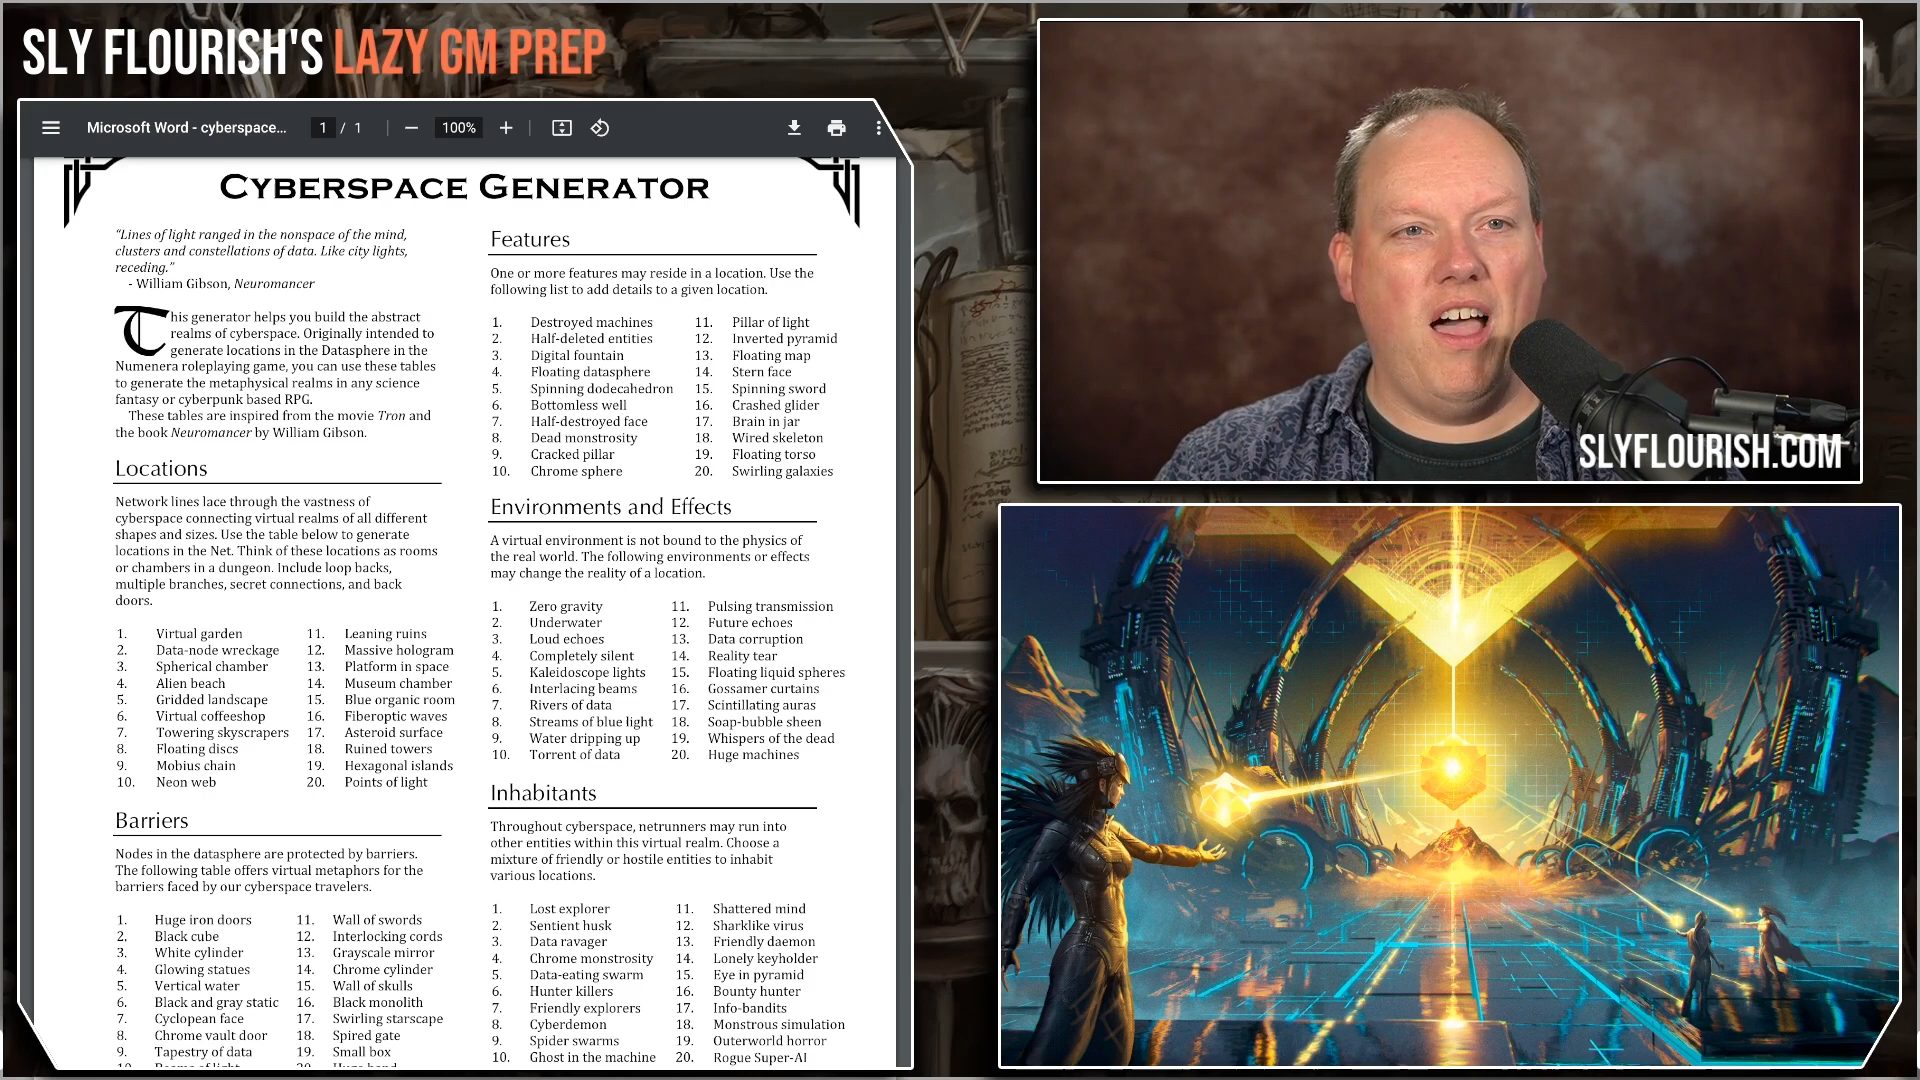 SLY FLOURISH'S LAZY GM PREP
Microsoft Word - cyberspace... 1 / 1 100%
CYBERSPACE GENERATOR
“Lines of light ranged in the nonspace of the mind,
clusters and constellations of data. Like city lights,
receding.”
- William Gibson, Neuromancer
This generator helps you build the abstract
realms of cyberspace. Originally intended to
generate locations in the Datasphere in the
Numenera roleplaying game, you can use these tables
to generate the metaphysical realms in any science
fantasy or cyberpunk based RPG.
These tables are inspired from the movie Tron and
the book Neuromancer by William Gibson.
Locations
Network lines lace through the vastness of
cyberspace connecting virtual realms of all different
shapes and sizes. Use the table below to generate
locations in the Net. Think of these locations as rooms
or chambers in a dungeon. Include loop backs,
multiple branches, secret connections, and back
doors.
1. Virtual garden 11. Leaning ruins
2. Data-node wreckage 12. Massive hologram
3. Spherical chamber 13. Platform in space
4. Alien beach 14. Museum chamber
5. Gridded landscape 15. Blue organic room
6. Virtual coffeeshop 16. Fiberoptic waves
7. Towering skyscrapers 17. Asteroid surface
8. Floating discs 18. Ruined towers
9. Mobius chain 19. Hexagonal islands
10. Neon web 20. Points of light
Barriers
Nodes in the datasphere are protected by barriers.
The following table offers virtual metaphors for the
barriers faced by our cyberspace travelers.
1. Huge iron doors 11. Wall of swords
2. Black cube 12. Interlocking cords
3. White cylinder 13. Grayscale mirror
4. Glowing statues 14. Chrome cylinder
5. Vertical water 15. Wall of skulls
6. Black and gray static 16. Black monolith
7. Cyclopean face 17. Swirling starscape
8. Chrome vault door 18. Spired gate
9. Tapestry of data 19. Small box
Features
One or more features may reside in a location. Use the
following list to add details to a given location.
1. Destroyed machines 11. Pillar of light
2. Half-deleted entities 12. Inverted pyramid
3. Digital fountain 13. Floating map
4. Floating datasphere 14. Stern face
5. Spinning dodecahedron 15. Spinning sword
6. Bottomless well 16. Crashed glider
7. Half-destroyed face 17. Brain in jar
8. Dead monstrosity 18. Wired skeleton
9. Cracked pillar 19. Floating torso
10. Chrome sphere 20. Swirling galaxies
Environments and Effects
A virtual environment is not bound to the physics of
the real world. The following environments or effects
may change the reality of a location.
1. Zero gravity 11. Pulsing transmission
2. Underwater 12. Future echoes
3. Loud echoes 13. Data corruption
4. Completely silent 14. Reality tear
5. Kaleidoscope lights 15. Floating liquid spheres
6. Interlacing beams 16. Gossamer curtains
7. Rivers of data 17. Scintillating auras
8. Streams of blue light 18. Soap-bubble sheen
9. Water dripping up 19. Whispers of the dead
10. Torrent of data 20. Huge machines
Inhabitants
Throughout cyberspace, netrunners may run into
other entities within this virtual realm. Choose a
mixture of friendly or hostile entities to inhabit
various locations.
1. Lost explorer 11. Shattered mind
2. Sentient husk 12. Sharklike virus
3. Data ravager 13. Friendly daemon
4. Chrome monstrosity 14. Lonely keyholder
5. Data-eating swarm 15. Eye in pyramid
6. Hunter killers 16. Bounty hunter
7. Friendly explorers 17. Info-bandits
8. Cyberdemon 18. Monstrous simulation
9. Spider swarms 19. Outerworld horror
10. Ghost in the machine 20. Rogue Super-AI
SLYFLOURISH.COM